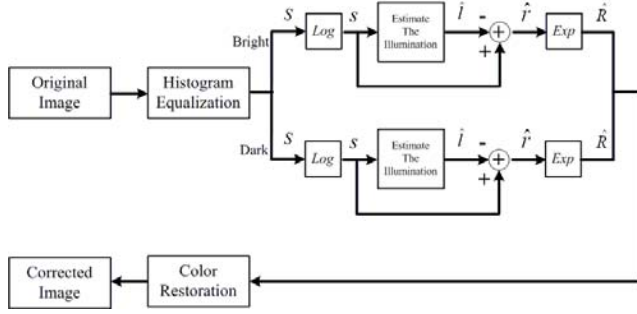 S Log s Estimate The Illumination l̂ - + + r̂ Exp R̂
Bright
Original Image
Histogram Equalization
Dark
S Log s Estimate The Illumination l̂ - + + r̂ Exp R̂
Corrected Image
Color Restoration